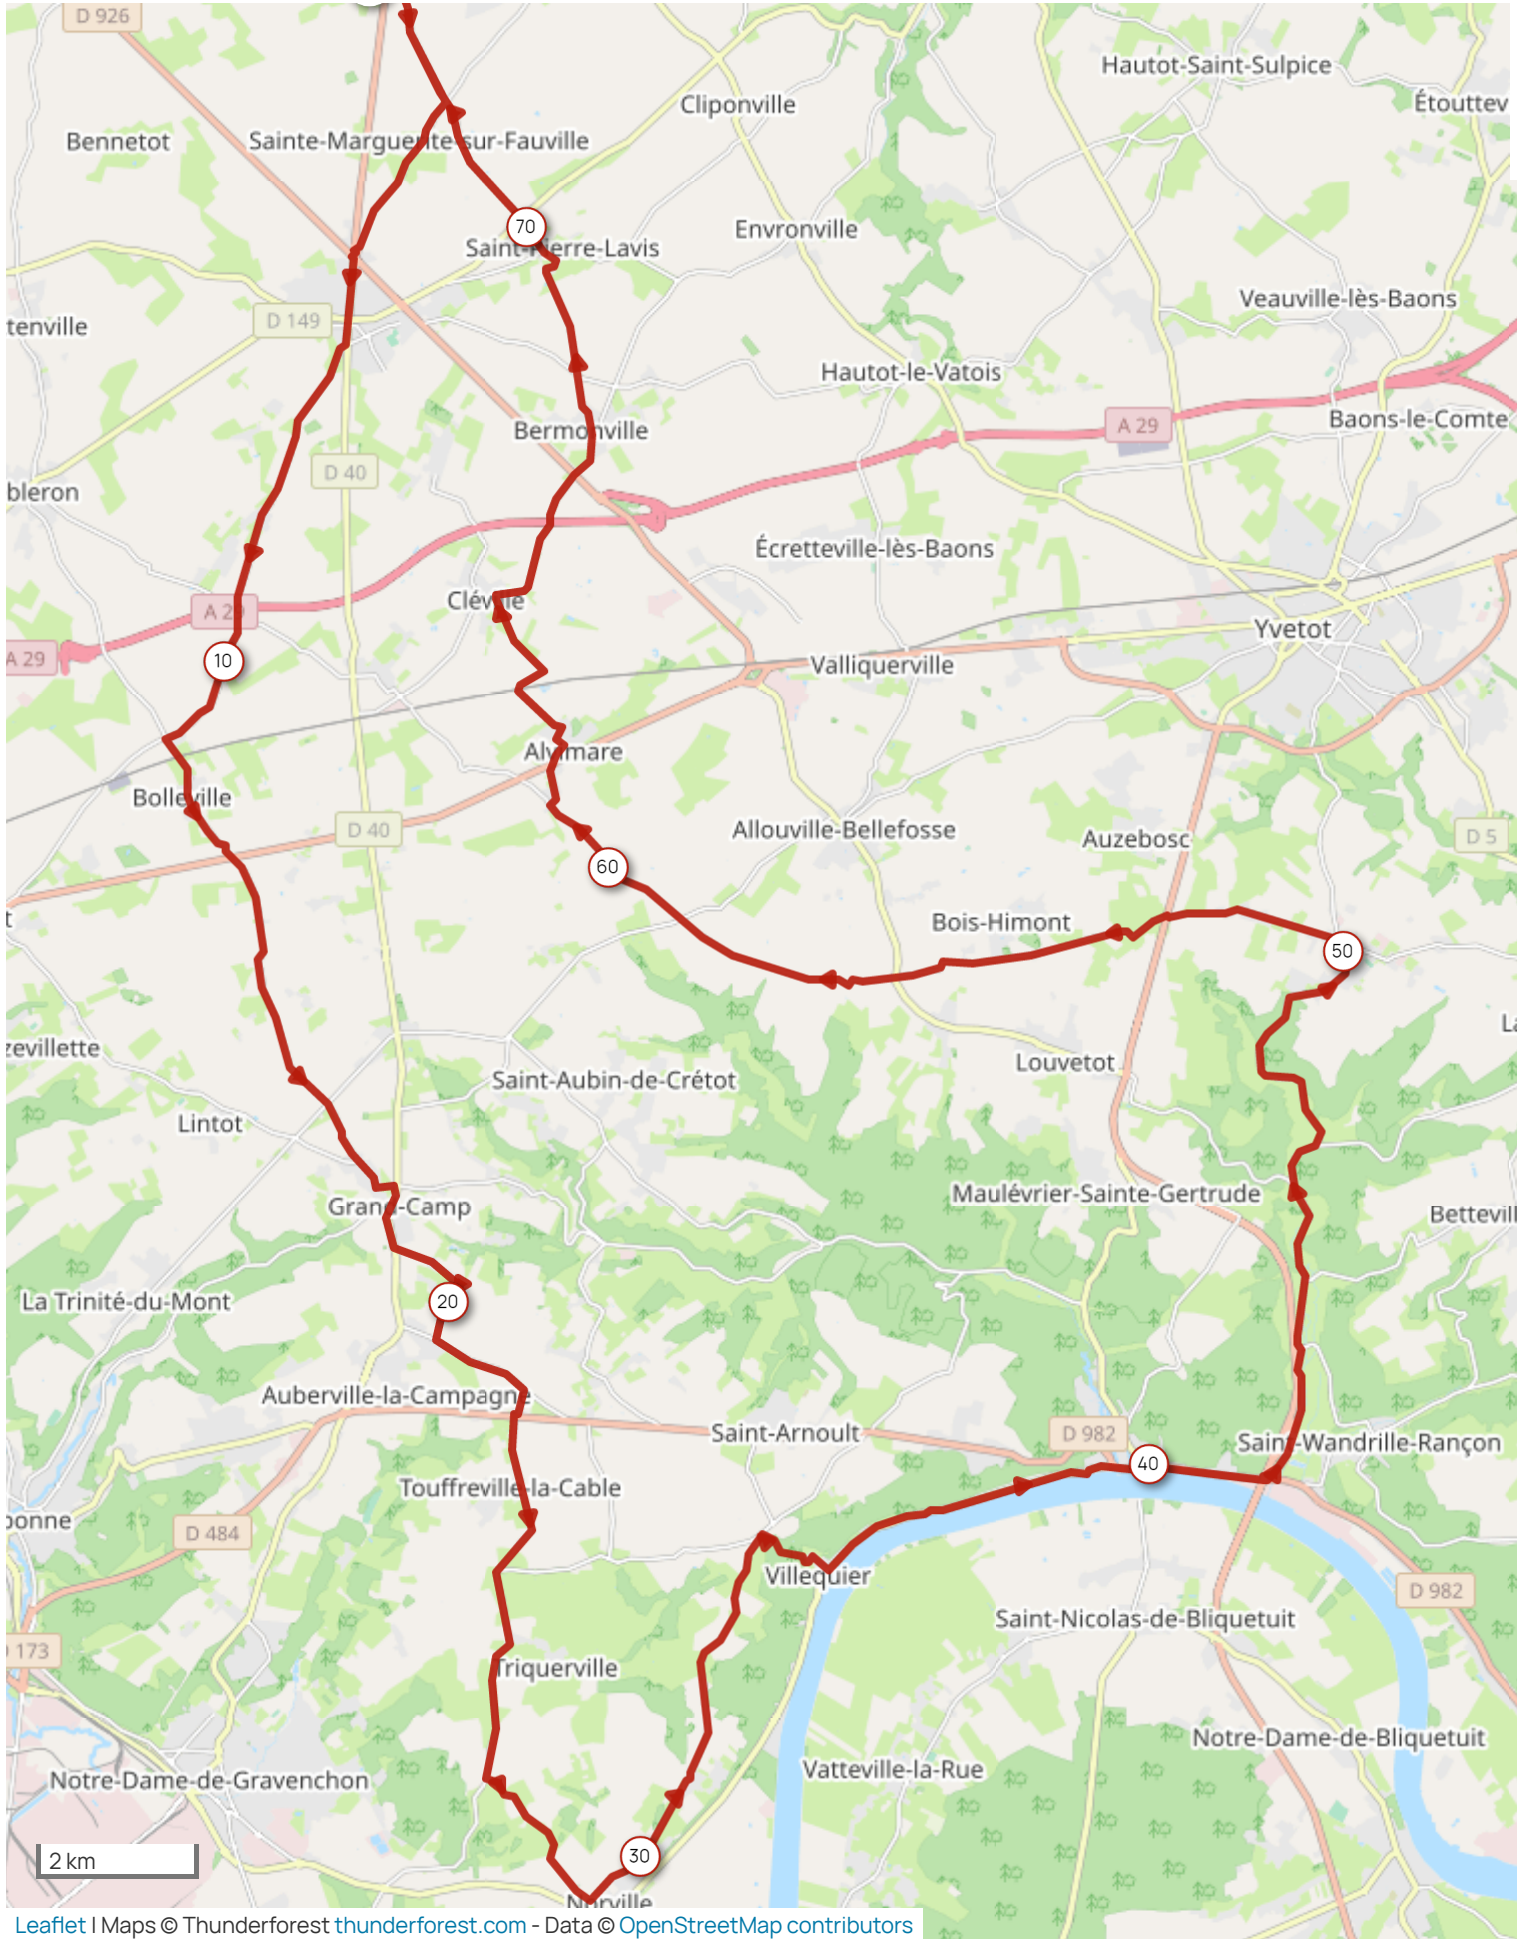 D 926
Hautot-Saint-Sulpice
Cliponville
Étouttev
Bennetot
Sainte-Marguerite-sur-Fauville
70
Envronville
Saint-Pierre-Lavis
Veauville-lès-Baons
D 149
tenville
Hautot-le-Vatois
Baons-le-Comte
A 29
Bermonville
D 40
bleron
Écretteville-lès-Baons
Cléville
A 29
Yvetot
A 29
10
Valliquerville
Alvimare
Bolleville
D 40
Allouville-Bellefosse
Auzebosc
D 5
60
t
Bois-Himont
50
La
zevillette
Louvetot
Saint-Aubin-de-Crétot
Lintot
Maulévrier-Sainte-Gertrude
Grand-Camp
Bettevill
La Trinité-du-Mont
20
Auberville-la-Campagne
Saint-Arnoult
D 982
Saint-Wandrille-Rançon
40
Touffreville-la-Cable
bonne
D 484
Villequier
D 982
Saint-Nicolas-de-Bliquetuit
173
Triquerville
Notre-Dame-de-Bliquetuit
Vatteville-la-Rue
Notre-Dame-de-Gravenchon
30
2 km
Norville
Leaflet | Maps © Thunderforest thunderforest.com - Data © OpenStreetMap contributors